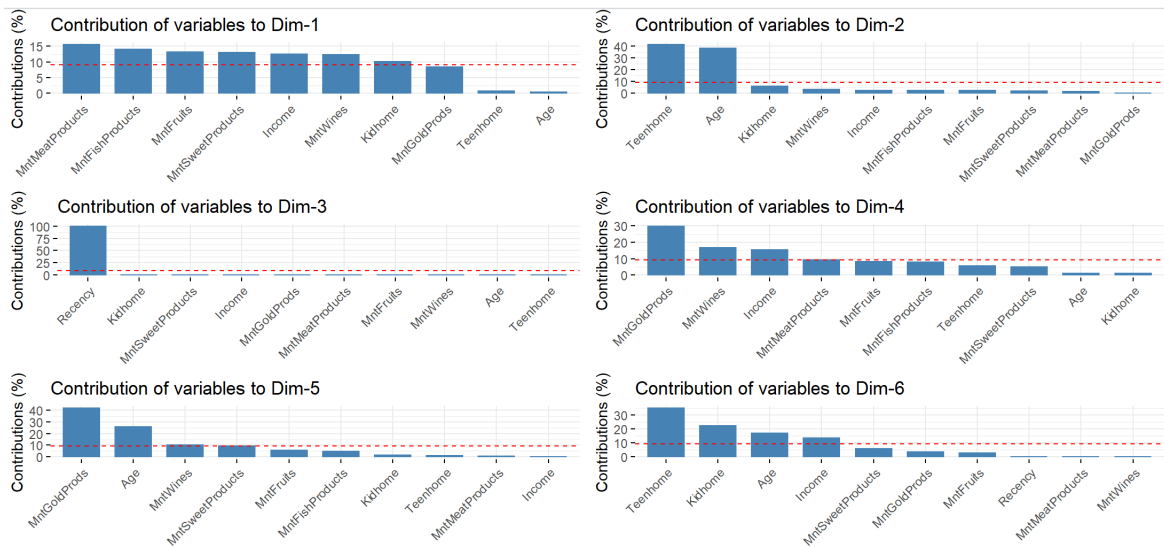 Contribution of variables to Dim-1
Contributions (%)
15
10
5
0
MntMeatProducts
MntFishProducts
MntFruits
MntSweetProducts
Income
MntWines
Kidhome
MntGoldProds
Teenhome
Age
Contribution of variables to Dim-2
Contributions (%)
40
30
20
10
0
Teenhome
Age
Kidhome
MntWines
Income
MntFishProducts
MntFruits
MntSweetProducts
MntMeatProducts
MntGoldProds
Contribution of variables to Dim-3
Contributions (%)
100
75
50
25
0
Recency
Kidhome
MntSweetProducts
Income
MntGoldProds
MntMeatProducts
MntFruits
MntWines
Age
Teenhome
Contribution of variables to Dim-4
Contributions (%)
30
20
10
0
MntGoldProds
MntWines
Income
MntMeatProducts
MntFruits
MntFishProducts
Teenhome
MntSweetProducts
Age
Kidhome
Contribution of variables to Dim-5
Contributions (%)
40
30
20
10
0
MntGoldProds
Age
MntWines
MntSweetProducts
MntFruits
MntFishProducts
Kidhome
Teenhome
MntMeatProducts
Income
Contribution of variables to Dim-6
Contributions (%)
30
20
10
0
Teenhome
Kidhome
Age
Income
MntSweetProducts
MntGoldProds
MntFruits
Recency
MntMeatProducts
MntWines